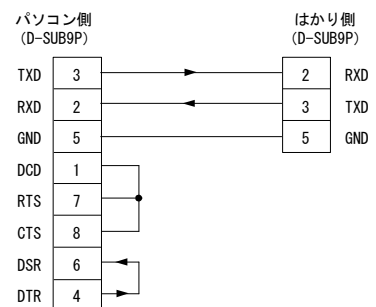 パソコン側 はかり側
(D-SUB9P) (D-SUB9P)
TXD 3 2 RXD
RXD 2 3 TXD
GND 5 5 GND
DCD 1
RTS 7
CTS 8
DSR 6
DTR 4